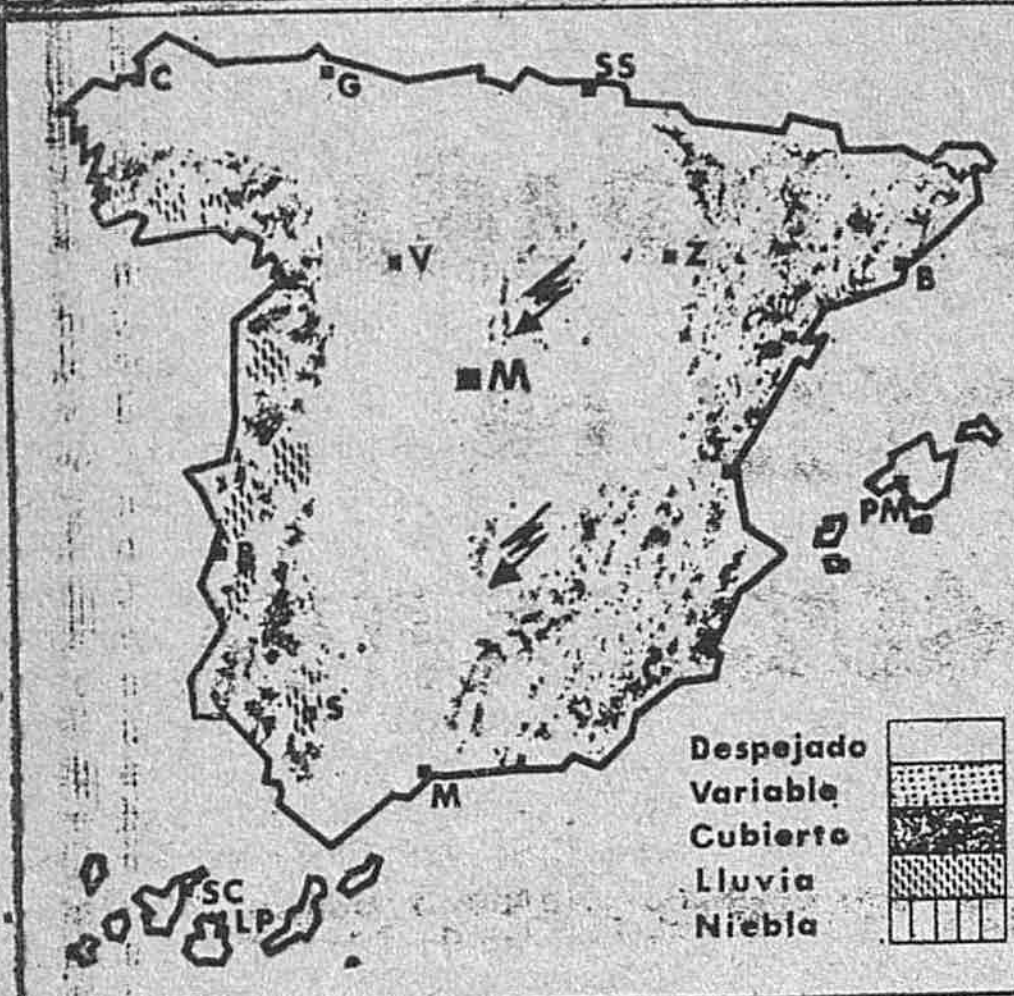 C
G
SS
V
Z
B
M
PM
B
S
M
Despejado
Variable
Cubierto
Lluvia
Niebla
SC
LP